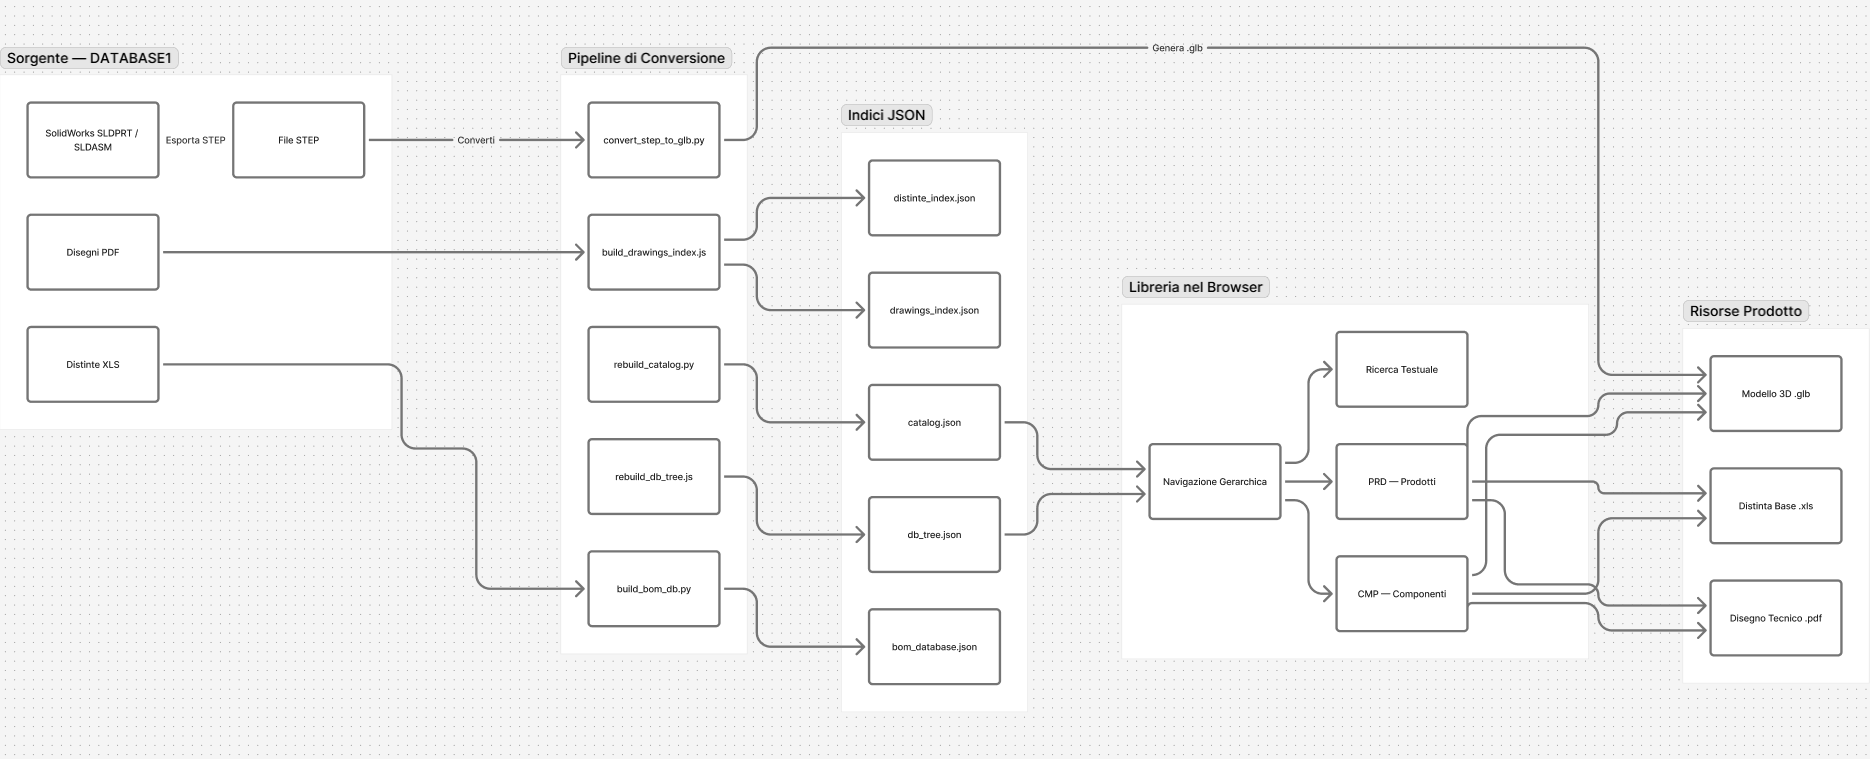 Sorgente — DATABASE1
SolidWorks SLDPRT /
SLDASM
Esporta STEP
File STEP
Converti
Disegni PDF
Distinte XLS
Pipeline di Conversione
convert_step_to_glb.py
build_drawings_index.js
rebuild_catalog.py
rebuild_db_tree.js
build_bom_db.py
Genera .glb
Indici JSON
distinte_index.json
drawings_index.json
catalog.json
db_tree.json
bom_database.json
Libreria nel Browser
Navigazione Gerarchica
Ricerca Testuale
PRD — Prodotti
CMP — Componenti
Risorse Prodotto
Modello 3D .glb
Distinta Base .xls
Disegno Tecnico .pdf